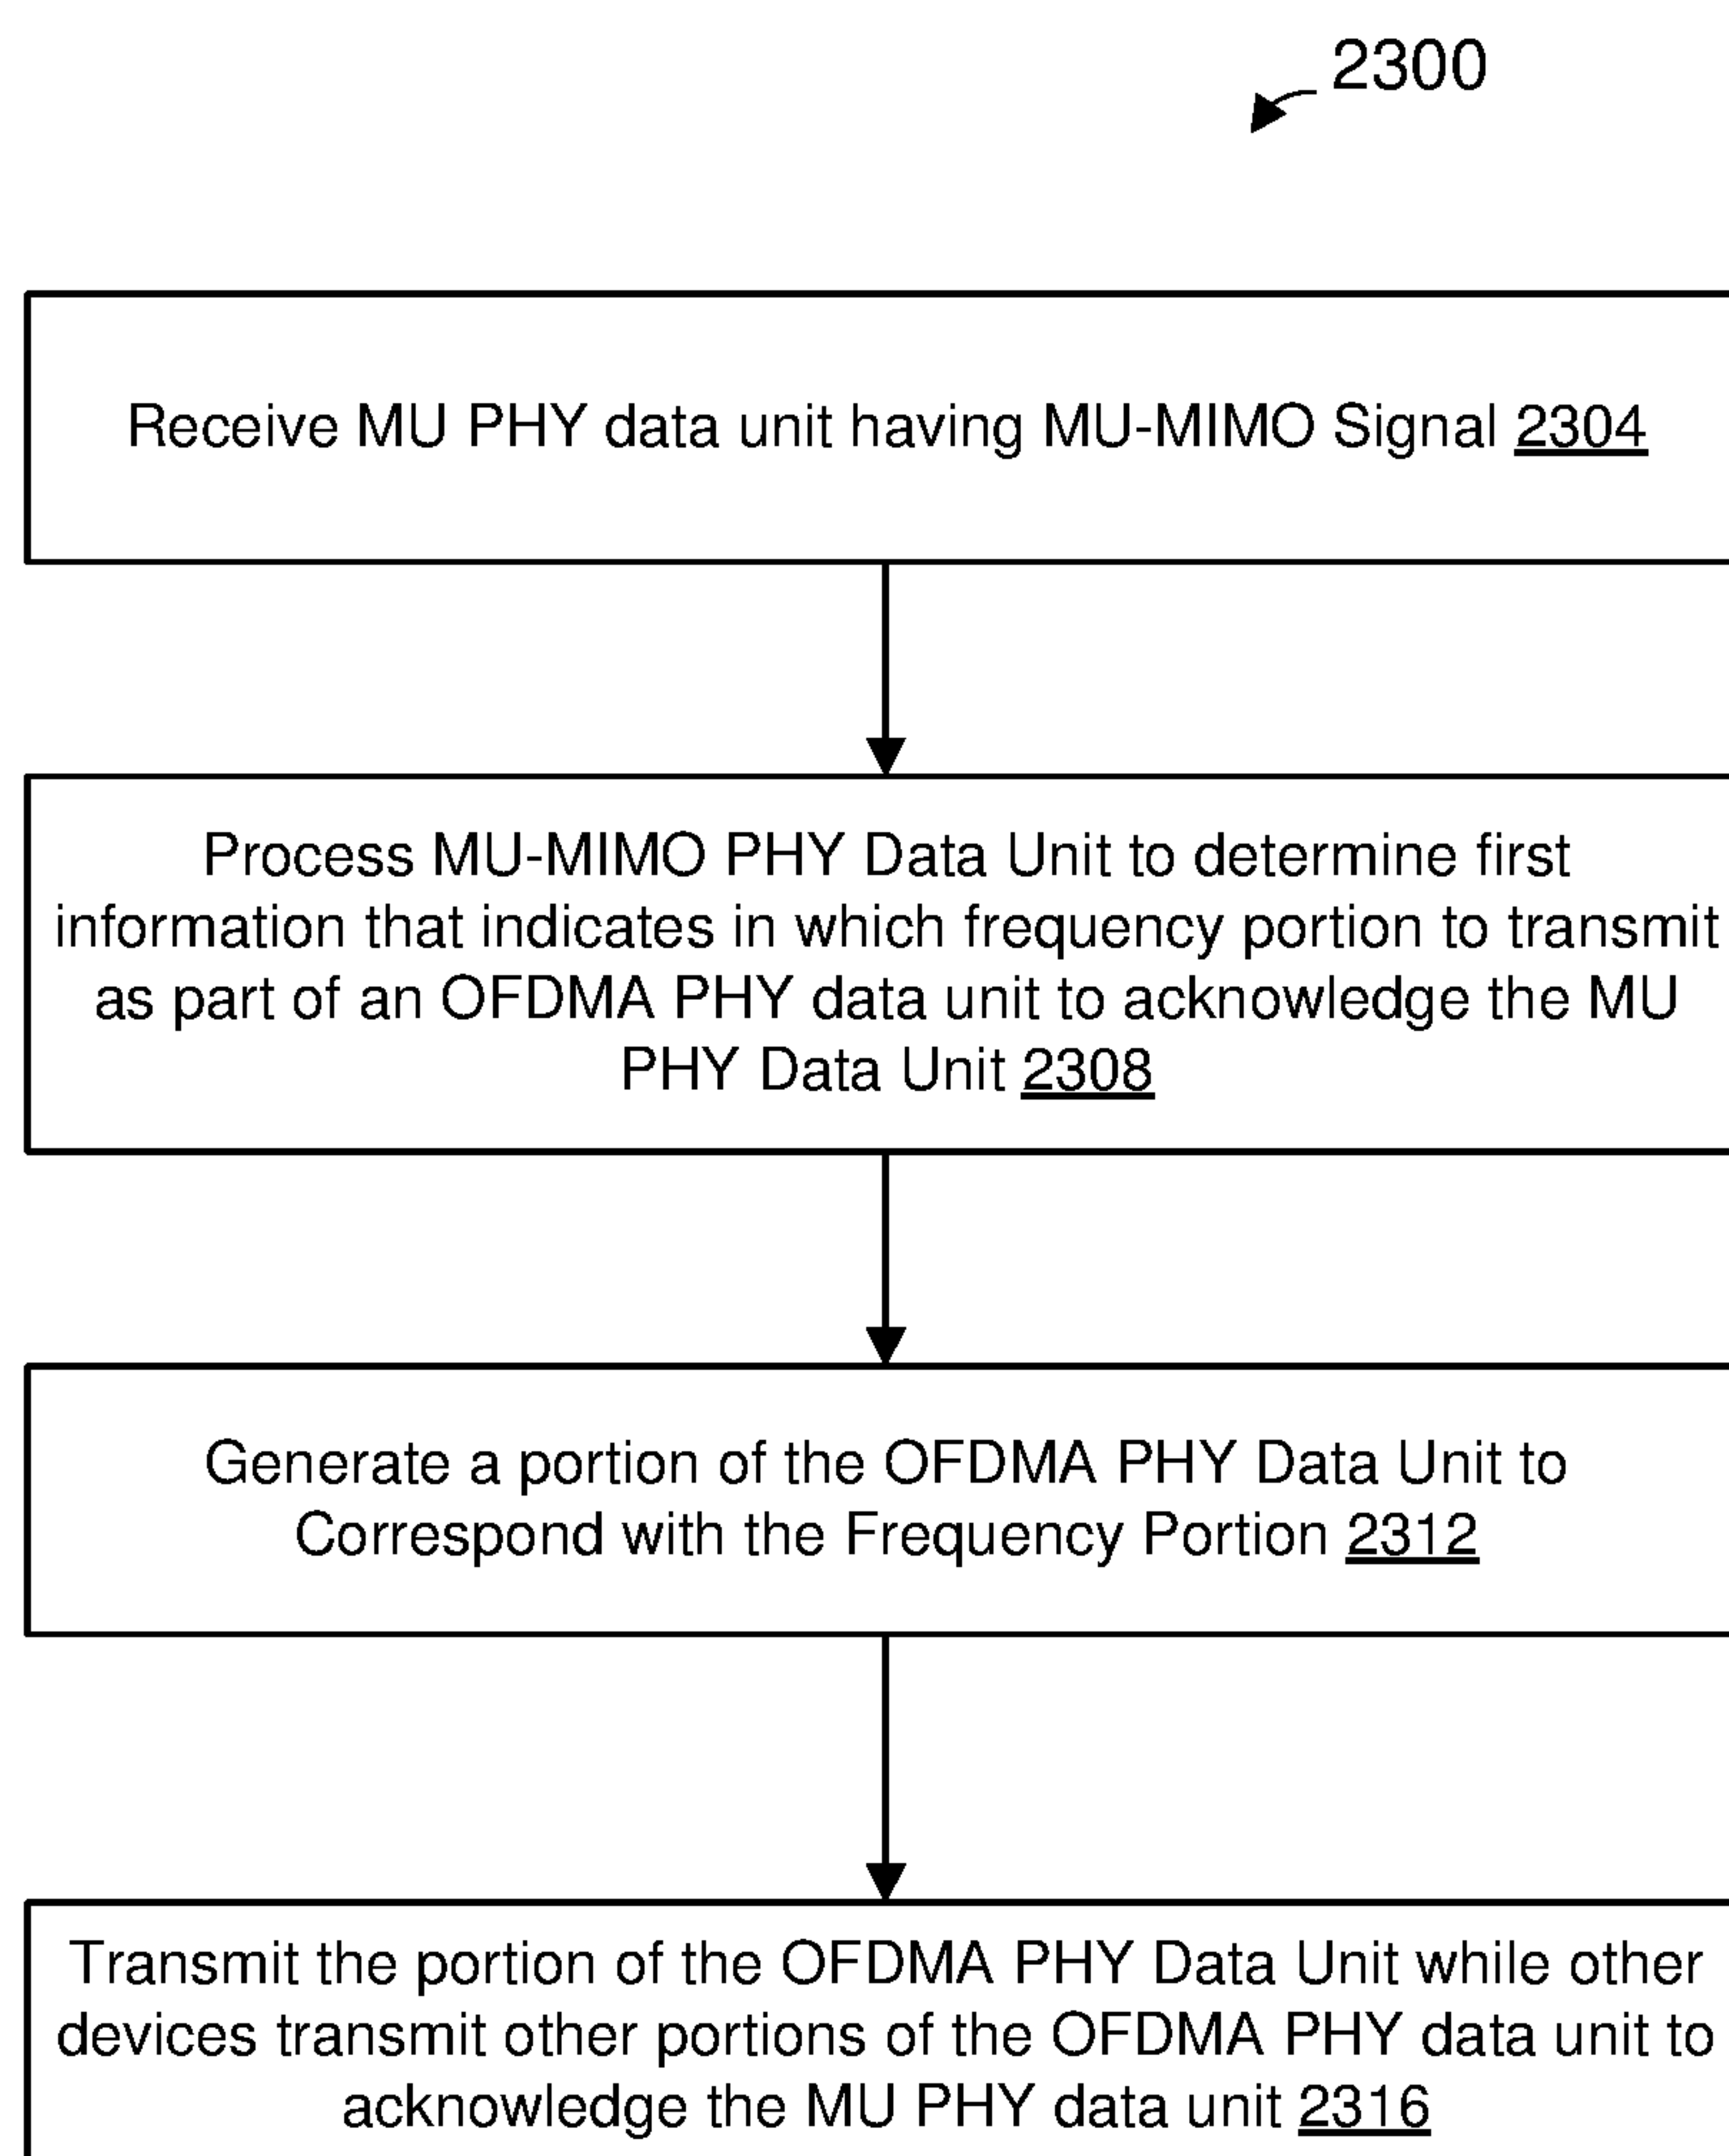 2300
Receive MU PHY data unit having MU-MIMO Signal 2304
Process MU-MIMO PHY Data Unit to determine first
information that indicates in which frequency portion to transmit
as part of an OFDMA PHY data unit to acknowledge the MU
PHY Data Unit 2308
Generate a portion of the OFDMA PHY Data Unit to
Correspond with the Frequency Portion 2312
Transmit the portion of the OFDMA PHY Data Unit while other
devices transmit other portions of the OFDMA PHY data unit to
acknowledge the MU PHY data unit 2316